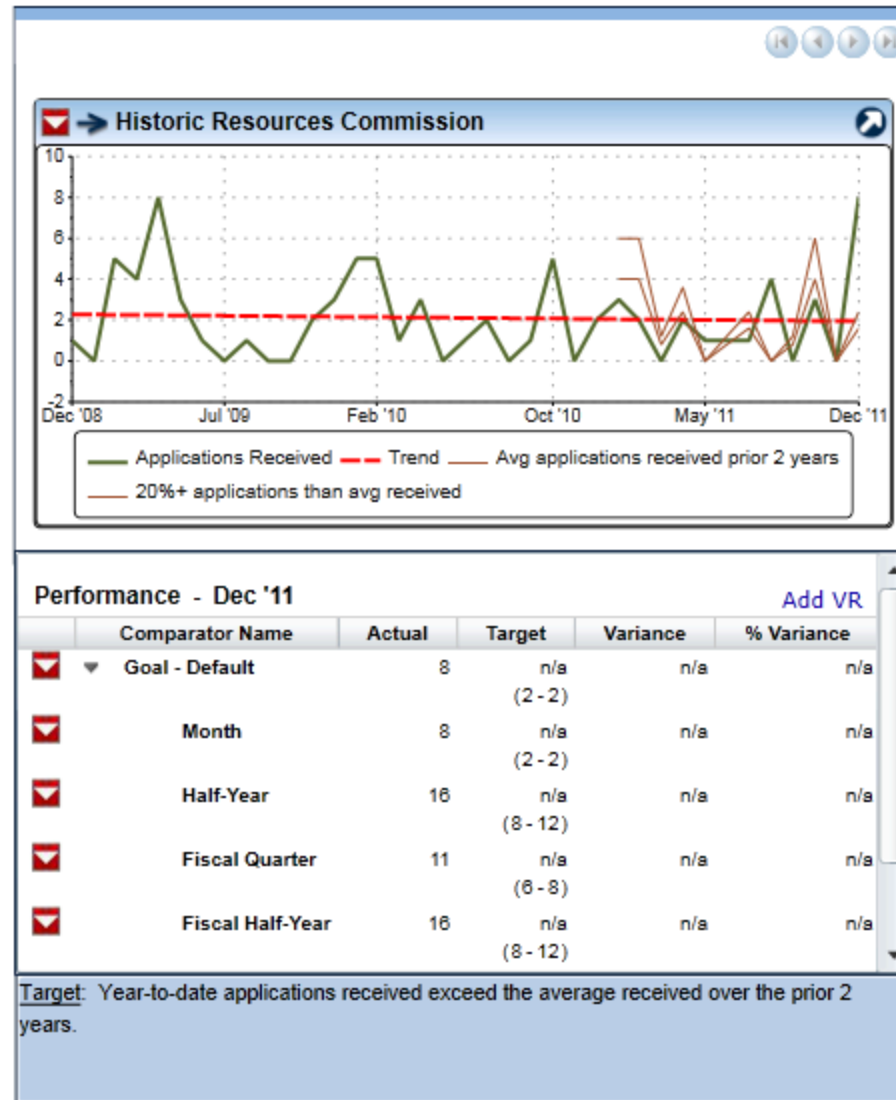 Historic Resources Commission
10
8
6
4
2
0
-2
Dec '08 Jul '09 Feb '10 Oct '10 May '11 Dec '11
Applications Received Trend Avg applications received prior 2 years
20%+ applications than avg received
Performance - Dec '11
Add VR
Comparator Name Actual Target Variance % Variance
Goal - Default 8 n/a n/a n/a
(2 - 2)
Month 8 n/a n/a n/a
(2 - 2)
Half-Year 16 n/a n/a n/a
(8 - 12)
Fiscal Quarter 11 n/a n/a n/a
(6 - 8)
Fiscal Half-Year 16 n/a n/a n/a
(8 - 12)
Target: Year-to-date applications received exceed the average received over the prior 2
years.